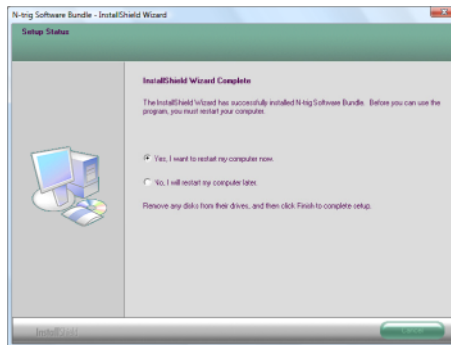 N-trig Software Bundle - InstallShield Wizard
Setup Status
InstallShield Wizard Complete
The InstallShield Wizard has successfully installed N-trig Software Bundle. Before you can use the
program, you must restart your computer.
Yes, I want to restart my computer now.
No, I will restart my computer later.
Remove any disks from their drives, and then click Finish to complete setup.
InstallShield